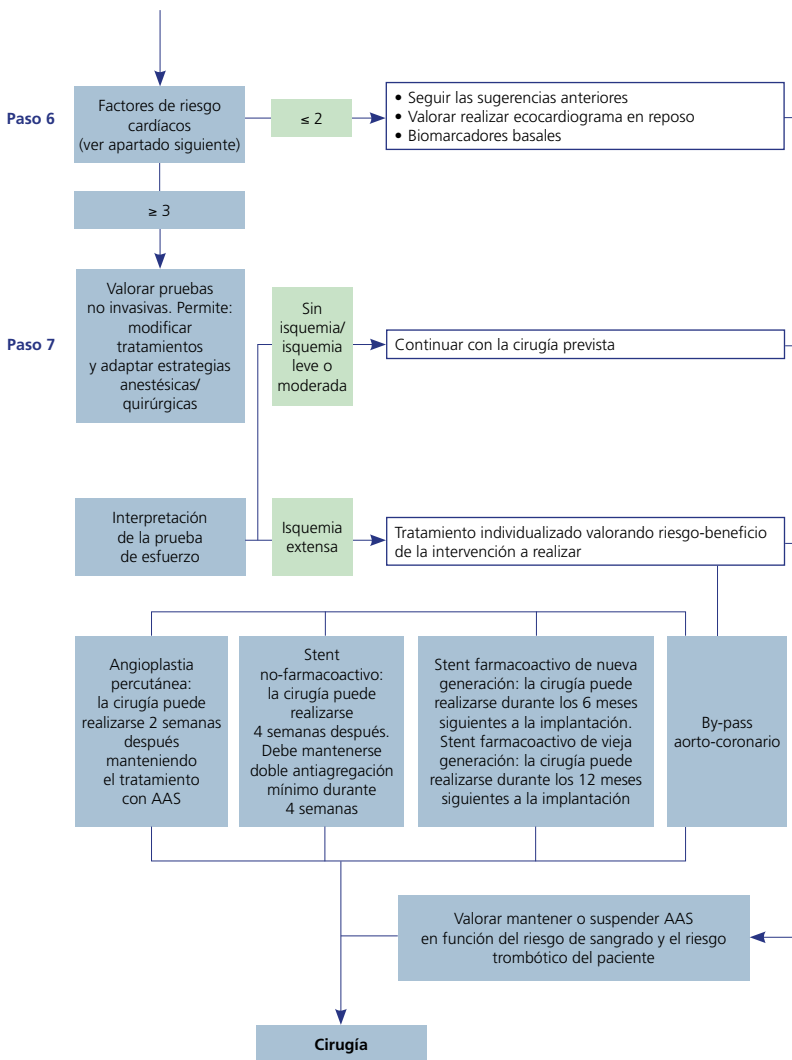 Paso 6
Factores de riesgo
cardíacos
(ver apartado siguiente)
≤ 2
• Seguir las sugerencias anteriores
• Valorar realizar ecocardiograma en reposo
• Biomarcadores basales
≥ 3
Paso 7
Valorar pruebas
no invasivas. Permite:
modificar
tratamientos
y adaptar estrategias
anestésicas/
quirúrgicas
Sin
isquemia/
isquemia
leve o
moderada
Continuar con la cirugía prevista
Interpretación
de la prueba
de esfuerzo
Isquemia
extensa
Tratamiento individualizado valorando riesgo-beneficio
de la intervención a realizar
Angioplastia
percutánea:
la cirugía puede
realizarse 2 semanas
después
manteniendo
el tratamiento
con AAS
Stent
no-farmacoactivo:
la cirugía puede
realizarse
4 semanas después.
Debe mantenerse
doble antiagregación
mínimo durante
4 semanas
Stent farmacoactivo de nueva
generación: la cirugía puede
realizarse durante los 6 meses
siguientes a la implantación.
Stent farmacoactivo de vieja
generación: la cirugía puede
realizarse durante los 12 meses
siguientes a la implantación
By-pass
aorto-coronario
Valorar mantener o suspender AAS
en función del riesgo de sangrado y el riesgo
trombótico del paciente
Cirugía